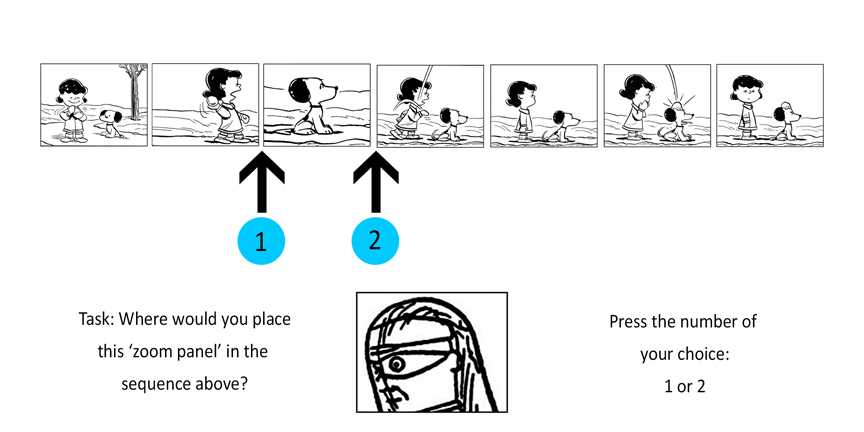 1
2
Task: Where would you place
this ‘zoom panel’ in the
sequence above?
Press the number of
your choice:
1 or 2